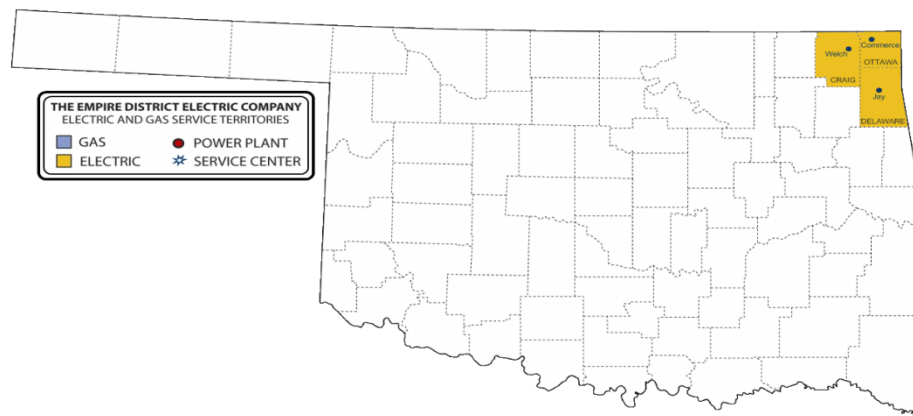 THE EMPIRE DISTRICT ELECTRIC COMPANY
ELECTRIC AND GAS SERVICE TERRITORIES
GAS
POWER PLANT
ELECTRIC
SERVICE CENTER
Commerce
Welch
OTTAWA
CRAIG
Jay
DELAWARE